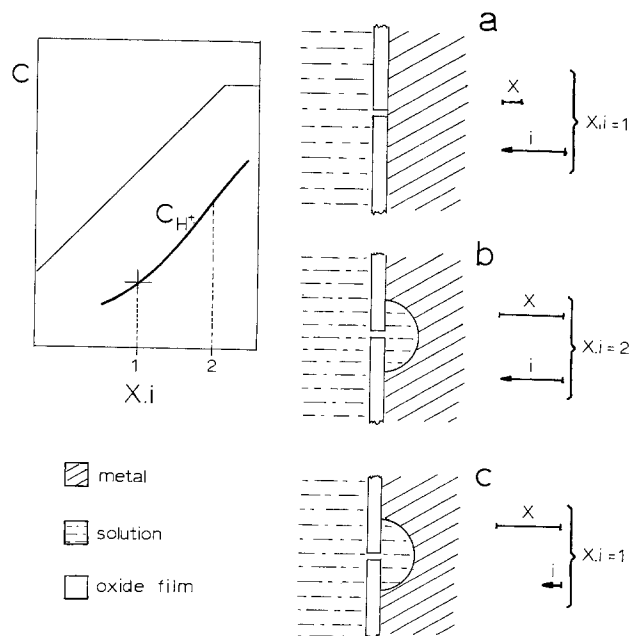 C
C_H+
1
2
X.i
metal
solution
oxide film
a
X
i
X.i=1
b
X
i
X.i=2
c
X
i
X.i=1